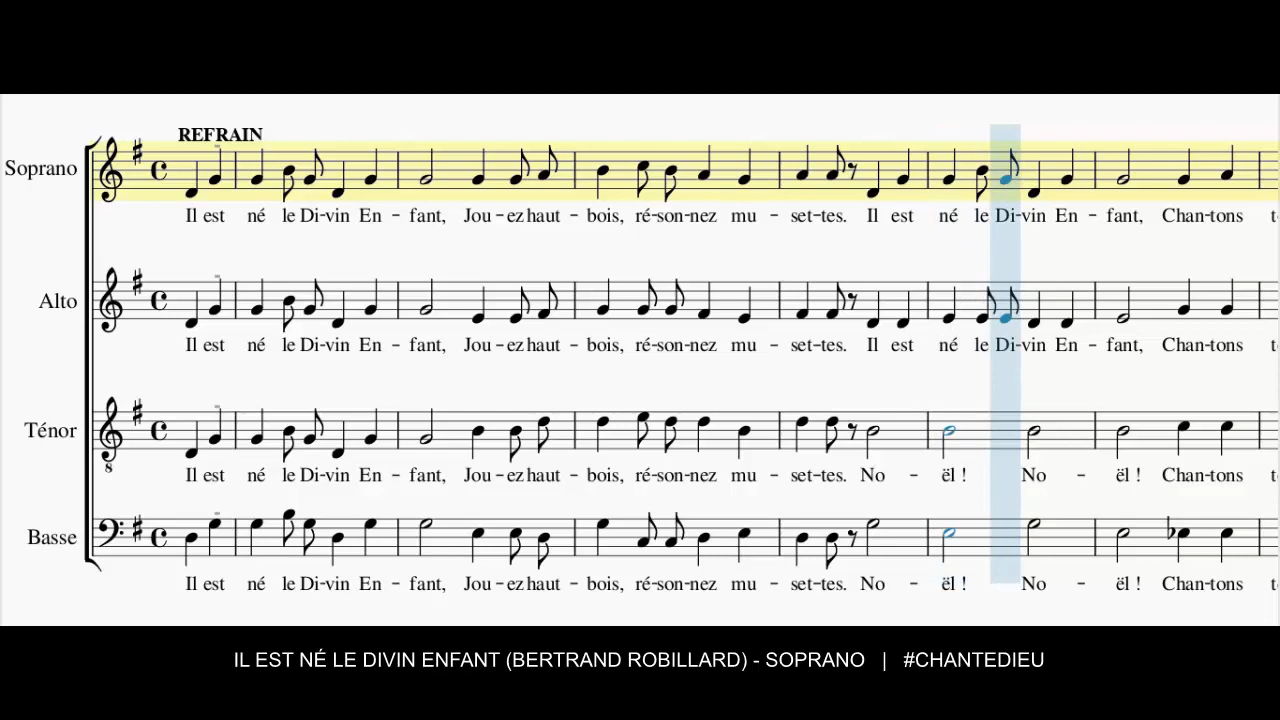 REFRAIN
Soprano
Il est né le Di-vin En - fant, Jou-ez haut - bois, ré-son-nez mu - set-tes. Il est né le Di-vin En - fant, Chan-tons
Alto
Il est né le Di-vin En - fant, Jou-ez haut - bois, ré-son-nez mu - set-tes. Il est né le Di-vin En - fant, Chan-tons
Ténor
Il est né le Di-vin En - fant, Jou-ez haut - bois, ré-son-nez mu - set-tes. No - ël ! No - ël ! Chan-tons
Basse
Il est né le Di-vin En - fant, Jou-ez haut - bois, ré-son-nez mu - set-tes. No - ël ! No - ël ! Chan-tons
IL EST NÉ LE DIVIN ENFANT (BERTRAND ROBILLARD) - SOPRANO | #CHANTEDIEU